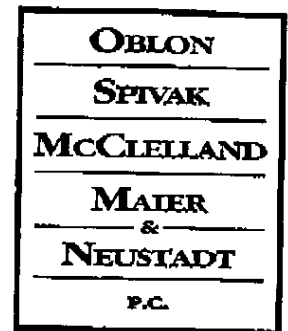 OBLON
SPIVAK
MCCLELLAND
MAIER
&
NEUSTADT
P.C.